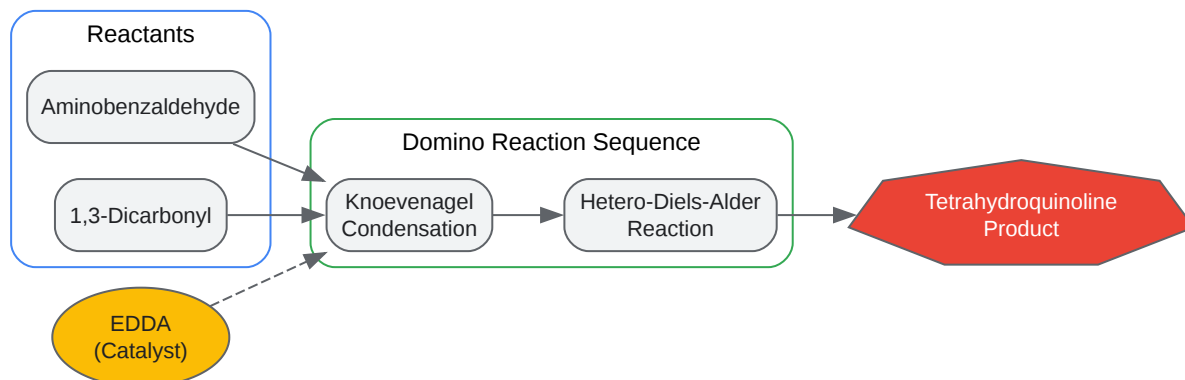 Reactants
Aminobenzaldehyde
1,3-Dicarbonyl
EDDA
(Catalyst)
Domino Reaction Sequence
Knoevenagel
Condensation
Hetero-Diels-Alder
Reaction
Tetrahydroquinoline
Product